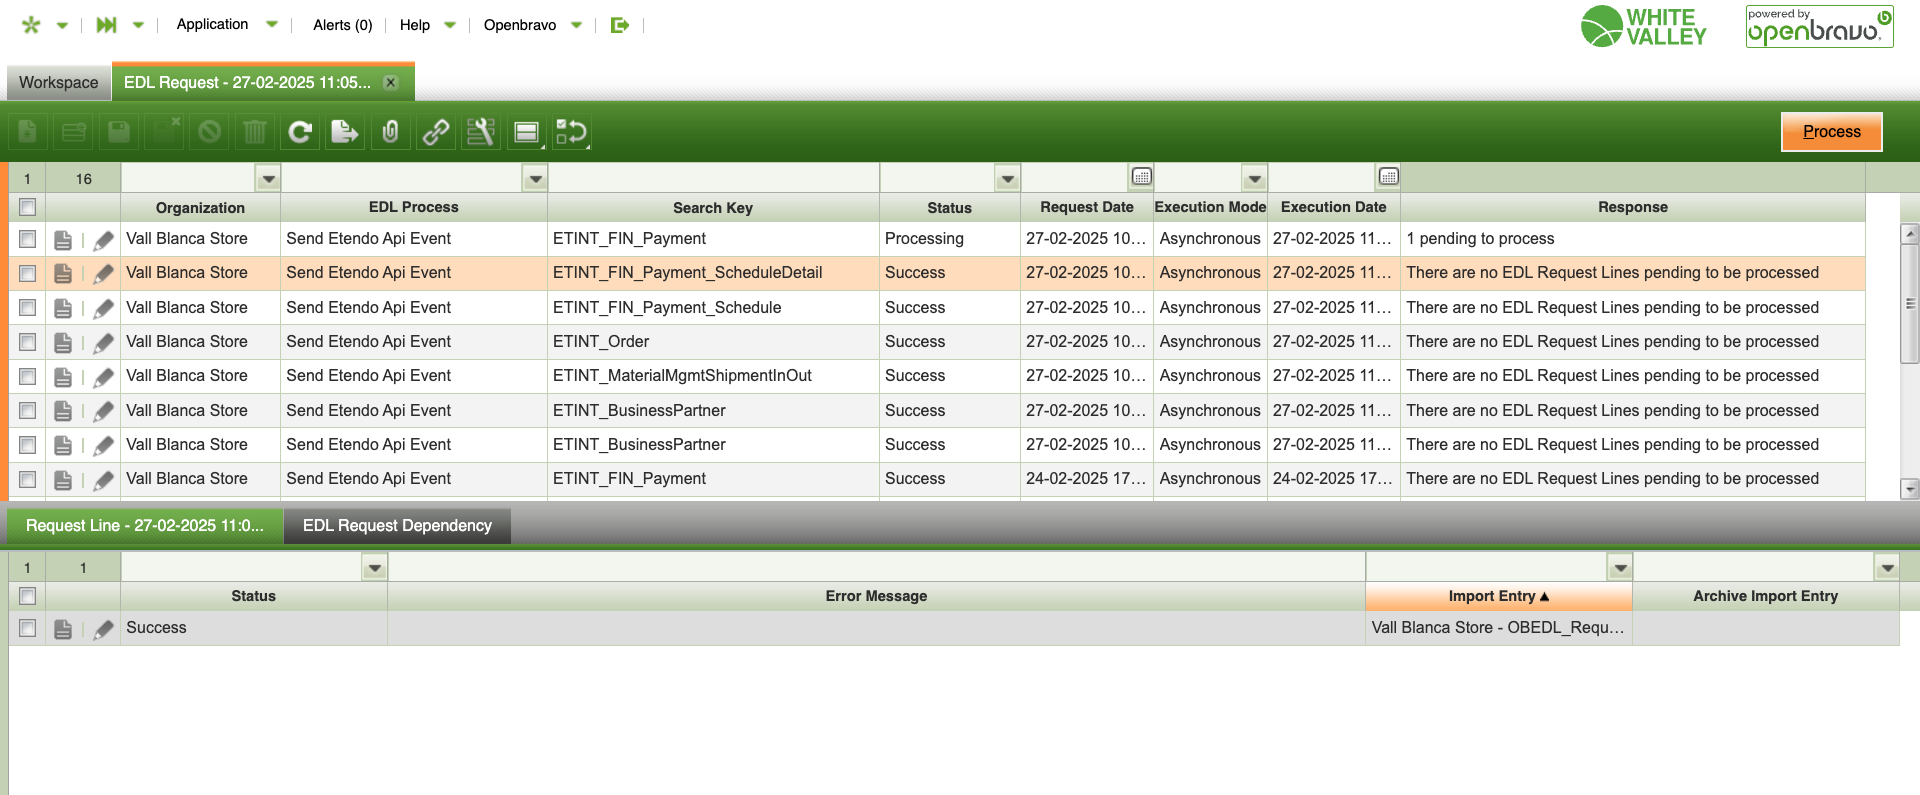 Application Alerts (0) Help Openbravo
WHITE VALLEY
powered by openbravo
Workspace EDL Request - 27-02-2025 11:05...
Process
1 16
Organization EDL Process Search Key Status Request Date Execution Mode Execution Date Response
Vall Blanca Store Send Etendo Api Event ETINT_FIN_Payment Processing 27-02-2025 10... Asynchronous 27-02-2025 11... 1 pending to process
Vall Blanca Store Send Etendo Api Event ETINT_FIN_Payment_ScheduleDetail Success 27-02-2025 10... Asynchronous 27-02-2025 11... There are no EDL Request Lines pending to be processed
Vall Blanca Store Send Etendo Api Event ETINT_FIN_Payment_Schedule Success 27-02-2025 10... Asynchronous 27-02-2025 11... There are no EDL Request Lines pending to be processed
Vall Blanca Store Send Etendo Api Event ETINT_Order Success 27-02-2025 10... Asynchronous 27-02-2025 11... There are no EDL Request Lines pending to be processed
Vall Blanca Store Send Etendo Api Event ETINT_MaterialMgmtShipmentInOut Success 27-02-2025 10... Asynchronous 27-02-2025 11... There are no EDL Request Lines pending to be processed
Vall Blanca Store Send Etendo Api Event ETINT_BusinessPartner Success 27-02-2025 10... Asynchronous 27-02-2025 11... There are no EDL Request Lines pending to be processed
Vall Blanca Store Send Etendo Api Event ETINT_BusinessPartner Success 27-02-2025 10... Asynchronous 27-02-2025 11... There are no EDL Request Lines pending to be processed
Vall Blanca Store Send Etendo Api Event ETINT_FIN_Payment Success 24-02-2025 17... Asynchronous 24-02-2025 17... There are no EDL Request Lines pending to be processed
Request Line - 27-02-2025 11:0... EDL Request Dependency
1 1
Status Error Message Import Entry Archive Import Entry
Success Vall Blanca Store - OBEDL_Requ...